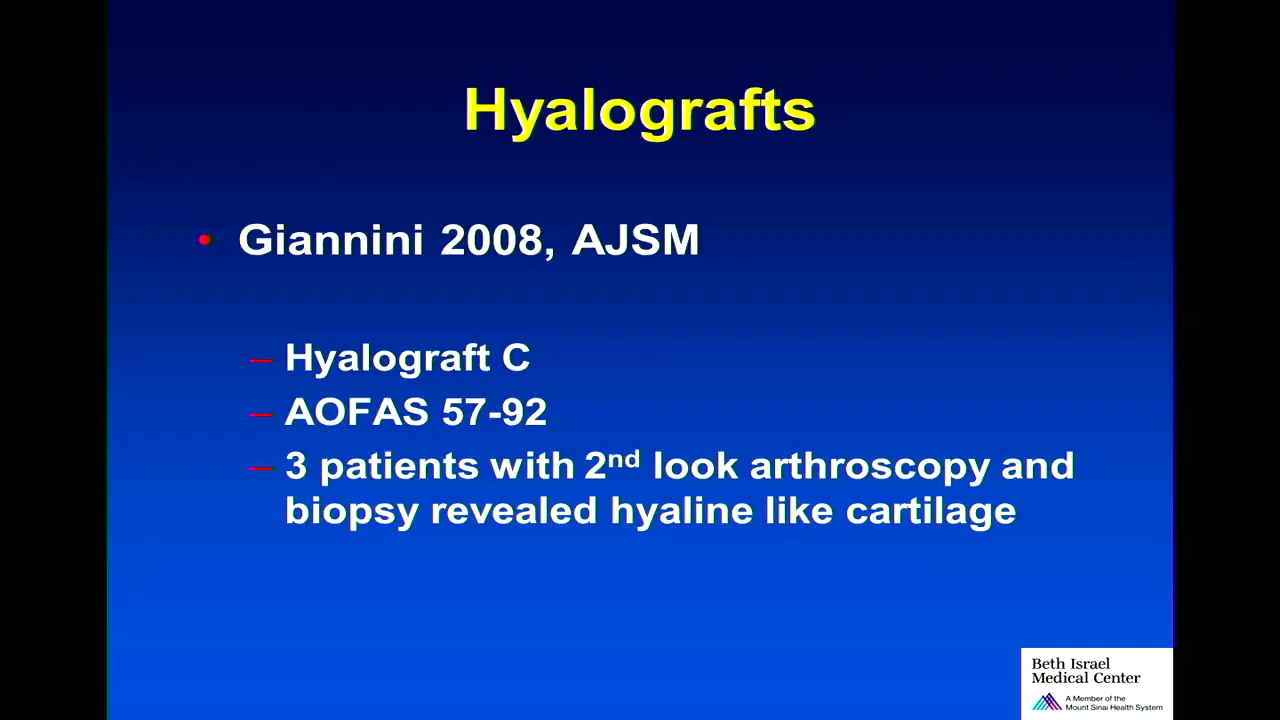 Hyalografts
• Giannini 2008, AJSM
– Hyalograft C
– AOFAS 57-92
– 3 patients with 2nd look arthroscopy and
biopsy revealed hyaline like cartilage
Beth Israel
Medical Center
A Member of the
Mount Sinai Health System